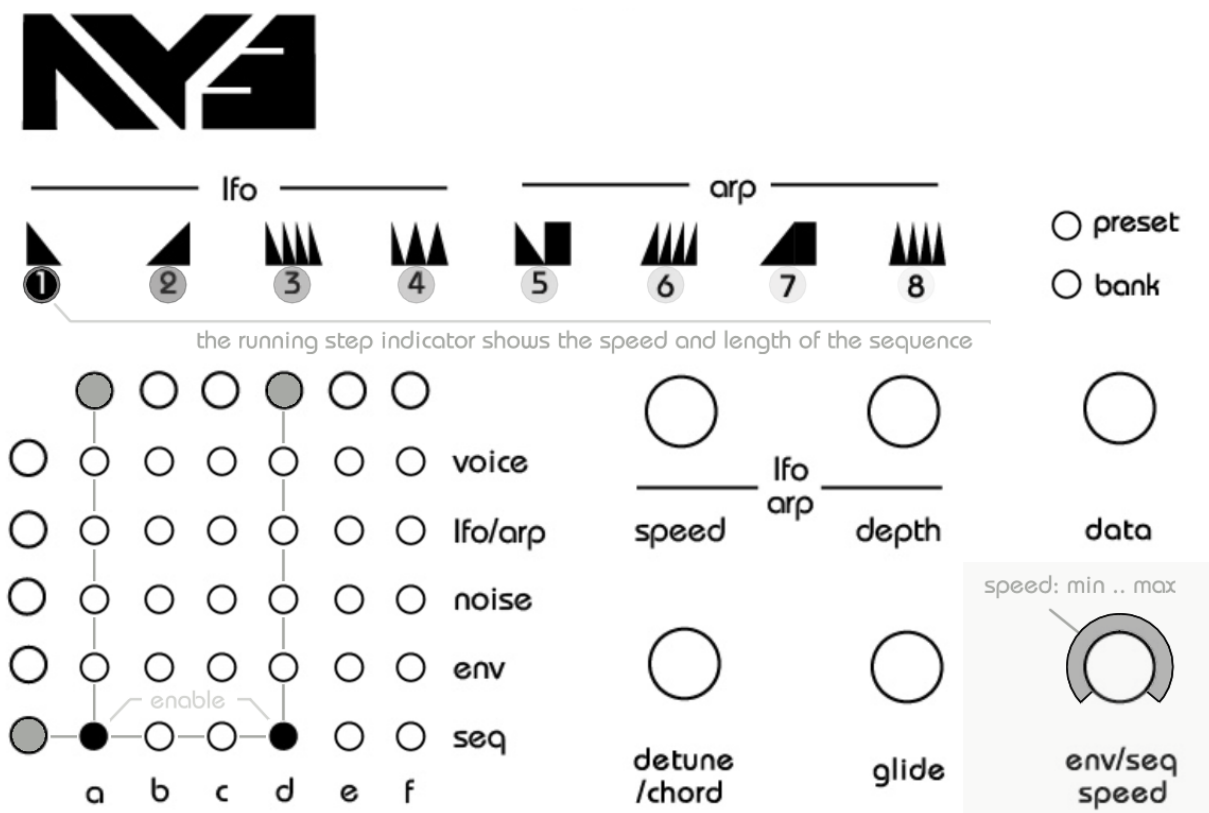 NYE
lfo
arp
preset
1 2 3 4 5 6 7 8
bank
the running step indicator shows the speed and length of the sequence
voice
lfo
arp
lfo/arp
speed
depth
data
noise
speed: min .. max
env
enable
seq
a b c d e f
detune
/chord
glide
env/seq
speed